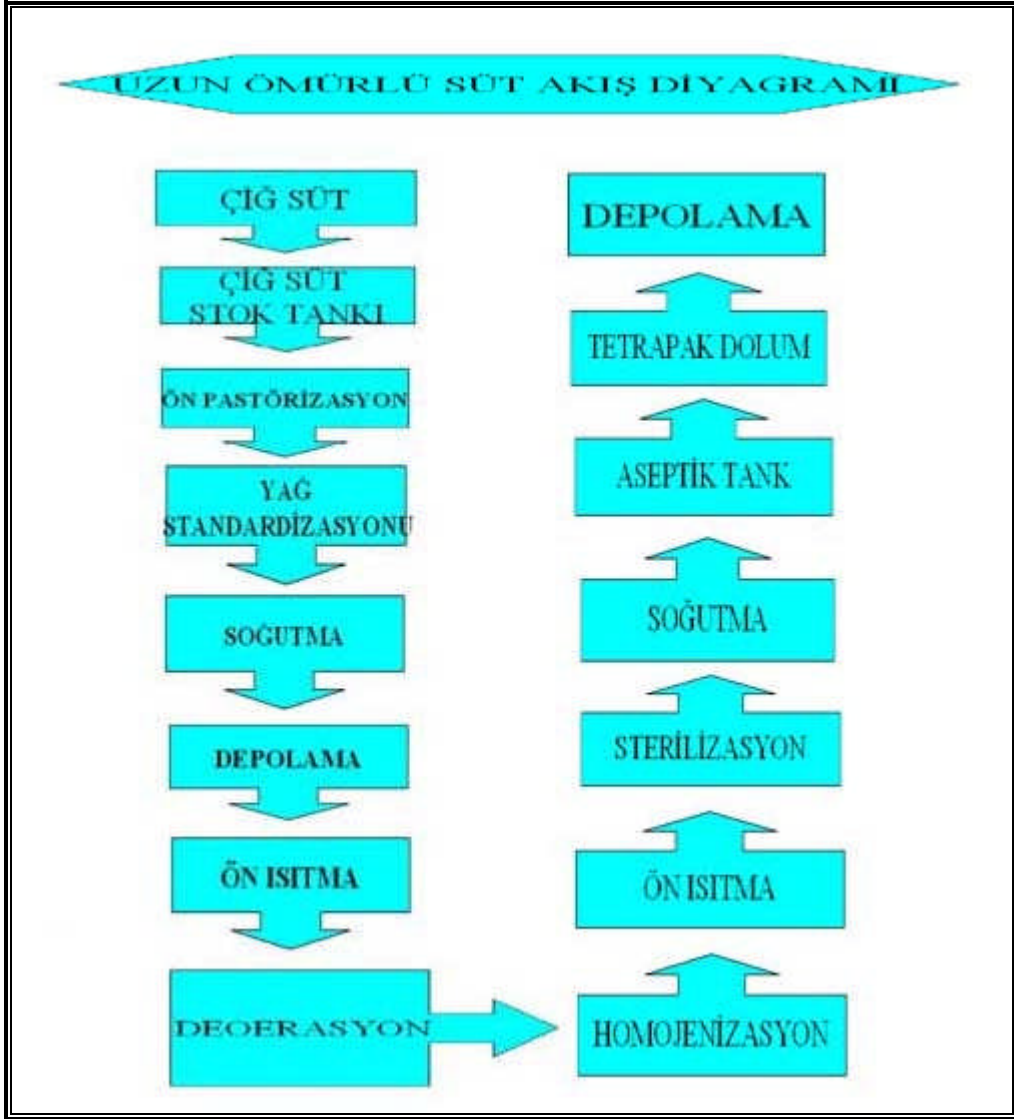 UZUN ÖMÜRLÜ SÜT AKIŞ DİYAGRAMI
ÇİĞ SÜT
ÇİĞ SÜT
STOK TANKI
ÖN PASTÖRİZASYON
YAĞ
STANDARDİZASYONU
SOĞUTMA
DEPOLAMA
ÖN ISITMA
DEOERASYON
HOMOJENİZASYON
ÖN ISITMA
STERİLİZASYON
SOĞUTMA
ASEPTİK TANK
TETRAPAK DOLUM
DEPOLAMA